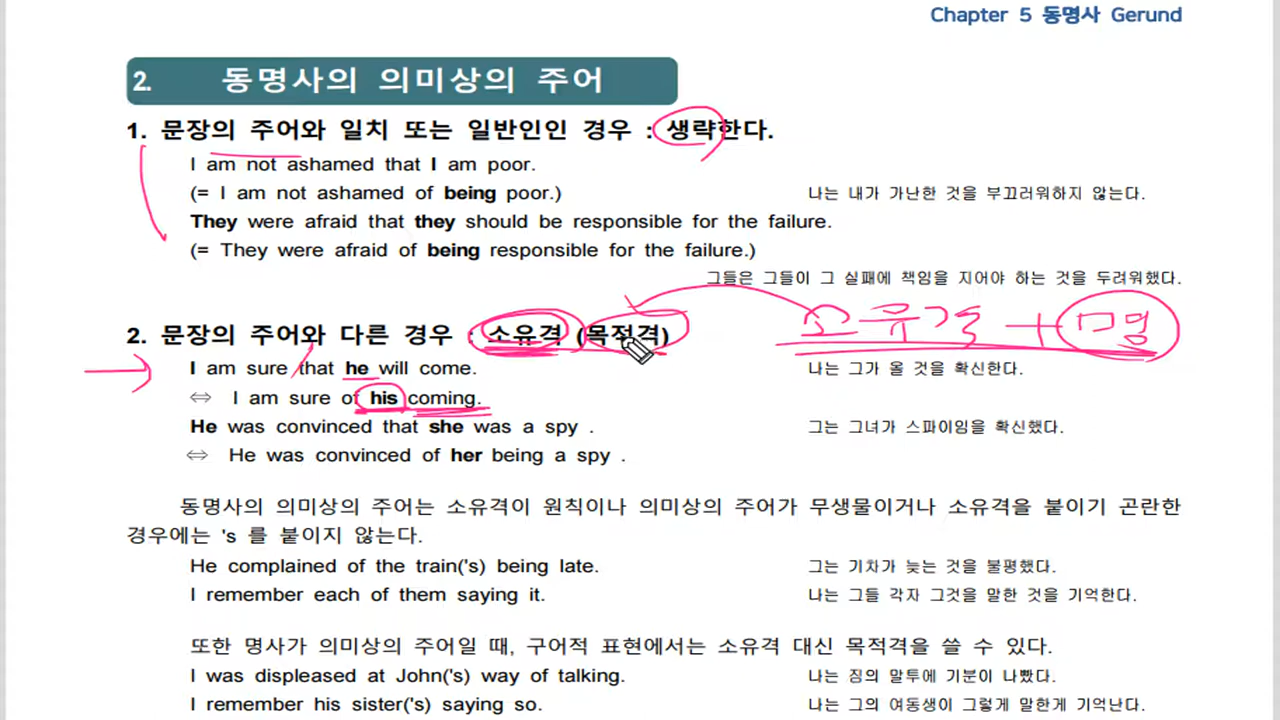 Chapter 5 동명사 Gerund
2. 동명사의 의미상의 주어
1. 문장의 주어와 일치 또는 일반인인 경우 : 생략한다.
I am not ashamed that I am poor.
(= I am not ashamed of being poor.) 나는 내가 가난한 것을 부끄러워하지 않는다.
They were afraid that they should be responsible for the failure.
(= They were afraid of being responsible for the failure.)
그들은 그들이 그 실패에 책임을 지어야 하는 것을 두려워했다.
소유격 + 명
2. 문장의 주어와 다른 경우 : 소유격 (목적격)
I am sure that he will come. 나는 그가 올 것을 확신한다.
⇔ I am sure of his coming.
He was convinced that she was a spy . 그는 그녀가 스파이임을 확신했다.
⇔ He was convinced of her being a spy .
동명사의 의미상의 주어는 소유격이 원칙이나 의미상의 주어가 무생물이거나 소유격을 붙이기 곤란한
경우에는 's 를 붙이지 않는다.
He complained of the train('s) being late. 그는 기차가 늦는 것을 불평했다.
I remember each of them saying it. 나는 그들 각자 그것을 말한 것을 기억한다.
또한 명사가 의미상의 주어일 때, 구어적 표현에서는 소유격 대신 목적격을 쓸 수 있다.
I was displeased at John('s) way of talking. 나는 짐의 말투에 기분이 나빴다.
I remember his sister('s) saying so. 나는 그의 여동생이 그렇게 말한게 기억난다.